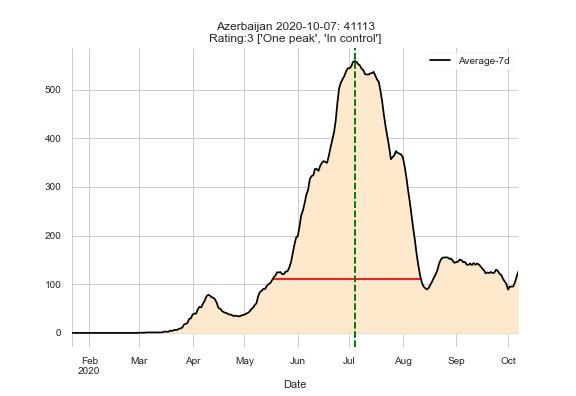 Azerbaijan 2020-10-07: 41113
Rating:3 ['One peak', 'In control']
Average-7d
500
400
300
200
100
0
Feb Mar Apr May Jun Jul Aug Sep Oct
2020
Date